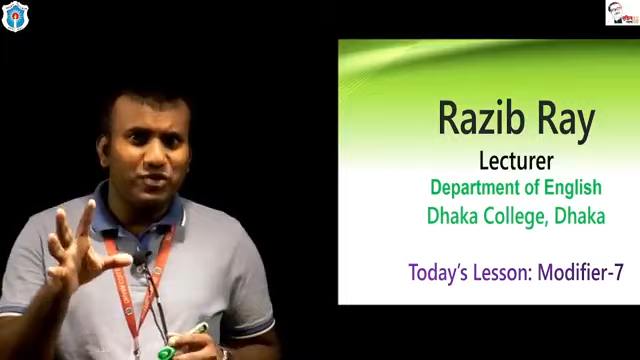 Razib Ray
Lecturer
Department of English
Dhaka College, Dhaka
Today's Lesson: Modifier-7